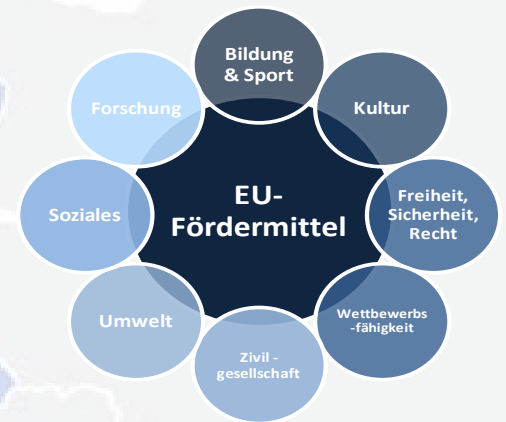 Bildung
& Sport
Kultur
Freiheit,
Sicherheit,
Recht
Wettbewerbs
-fähigkeit
Zivil -
gesellschaft
Umwelt
Soziales
Forschung
EU-
Fördermittel